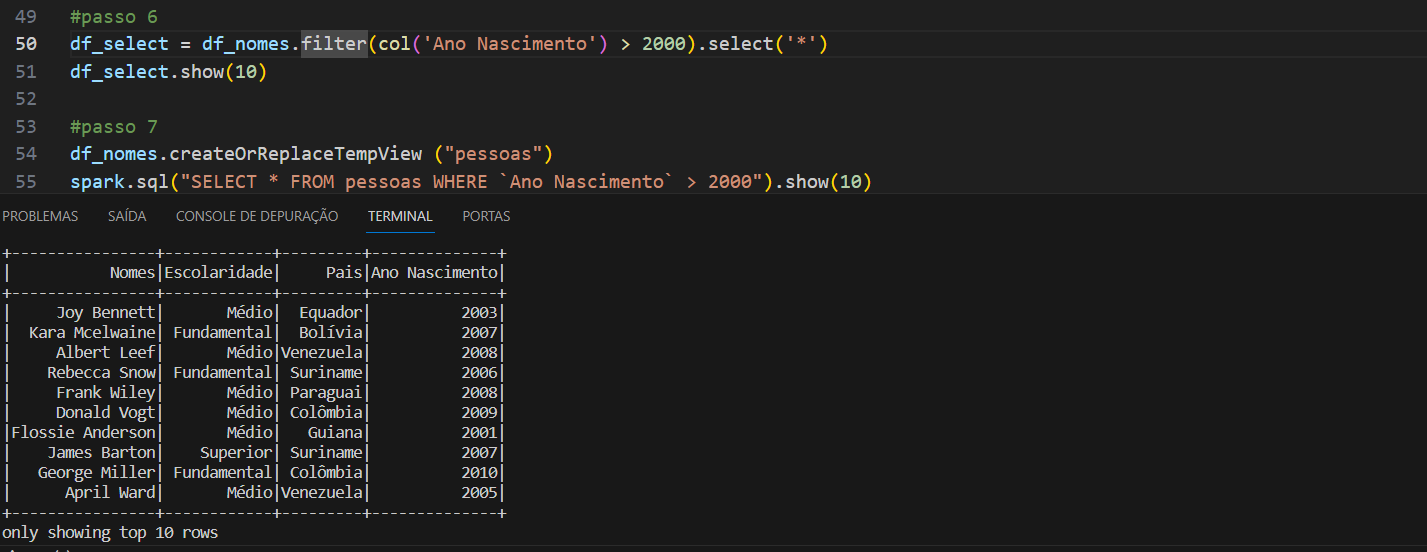 49 #passo 6
50 df_select = df_nomes.filter(col('Ano Nascimento') > 2000).select('*')
51 df_select.show(10)
52
53 #passo 7
54 df_nomes.createOrReplaceTempView ("pessoas")
55 spark.sql("SELECT * FROM pessoas WHERE `Ano Nascimento` > 2000").show(10)
PROBLEMAS SAÍDA CONSOLE DE DEPURAÇÃO TERMINAL PORTAS
+----------------+------------+---------+--------------+
|           Nomes|Escolaridade|     Pais|Ano Nascimento|
+----------------+------------+---------+--------------+
|     Joy Bennett|       Médio|  Equador|          2003|
|  Kara Mcelwaine| Fundamental|  Bolívia|          2007|
|     Albert Leef|       Médio|Venezuela|          2008|
|    Rebecca Snow| Fundamental| Suriname|          2006|
|     Frank Wiley|       Médio| Paraguai|          2008|
|     Donald Vogt|       Médio| Colômbia|          2009|
|Flossie Anderson|       Médio|   Guiana|          2001|
|    James Barton|    Superior| Suriname|          2007|
|   George Miller| Fundamental| Colômbia|          2010|
|      April Ward|       Médio|Venezuela|          2005|
+----------------+------------+---------+--------------+
only showing top 10 rows